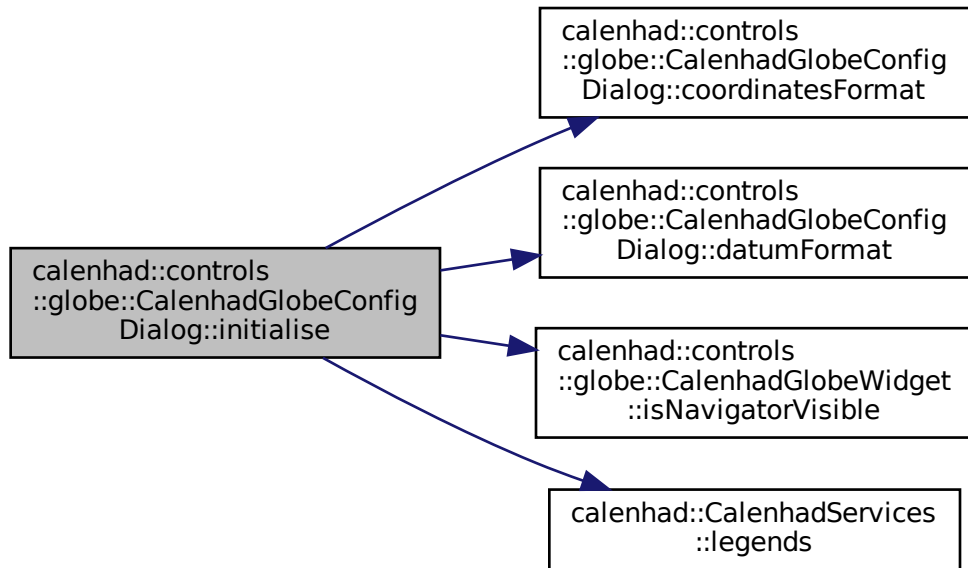 calenhad::controls
::globe::CalenhadGlobeConfig
Dialog::initialise
calenhad::controls
::globe::CalenhadGlobeConfig
Dialog::coordinatesFormat
calenhad::controls
::globe::CalenhadGlobeConfig
Dialog::datumFormat
calenhad::controls
::globe::CalenhadGlobeWidget
::isNavigatorVisible
calenhad::CalenhadServices
::legends